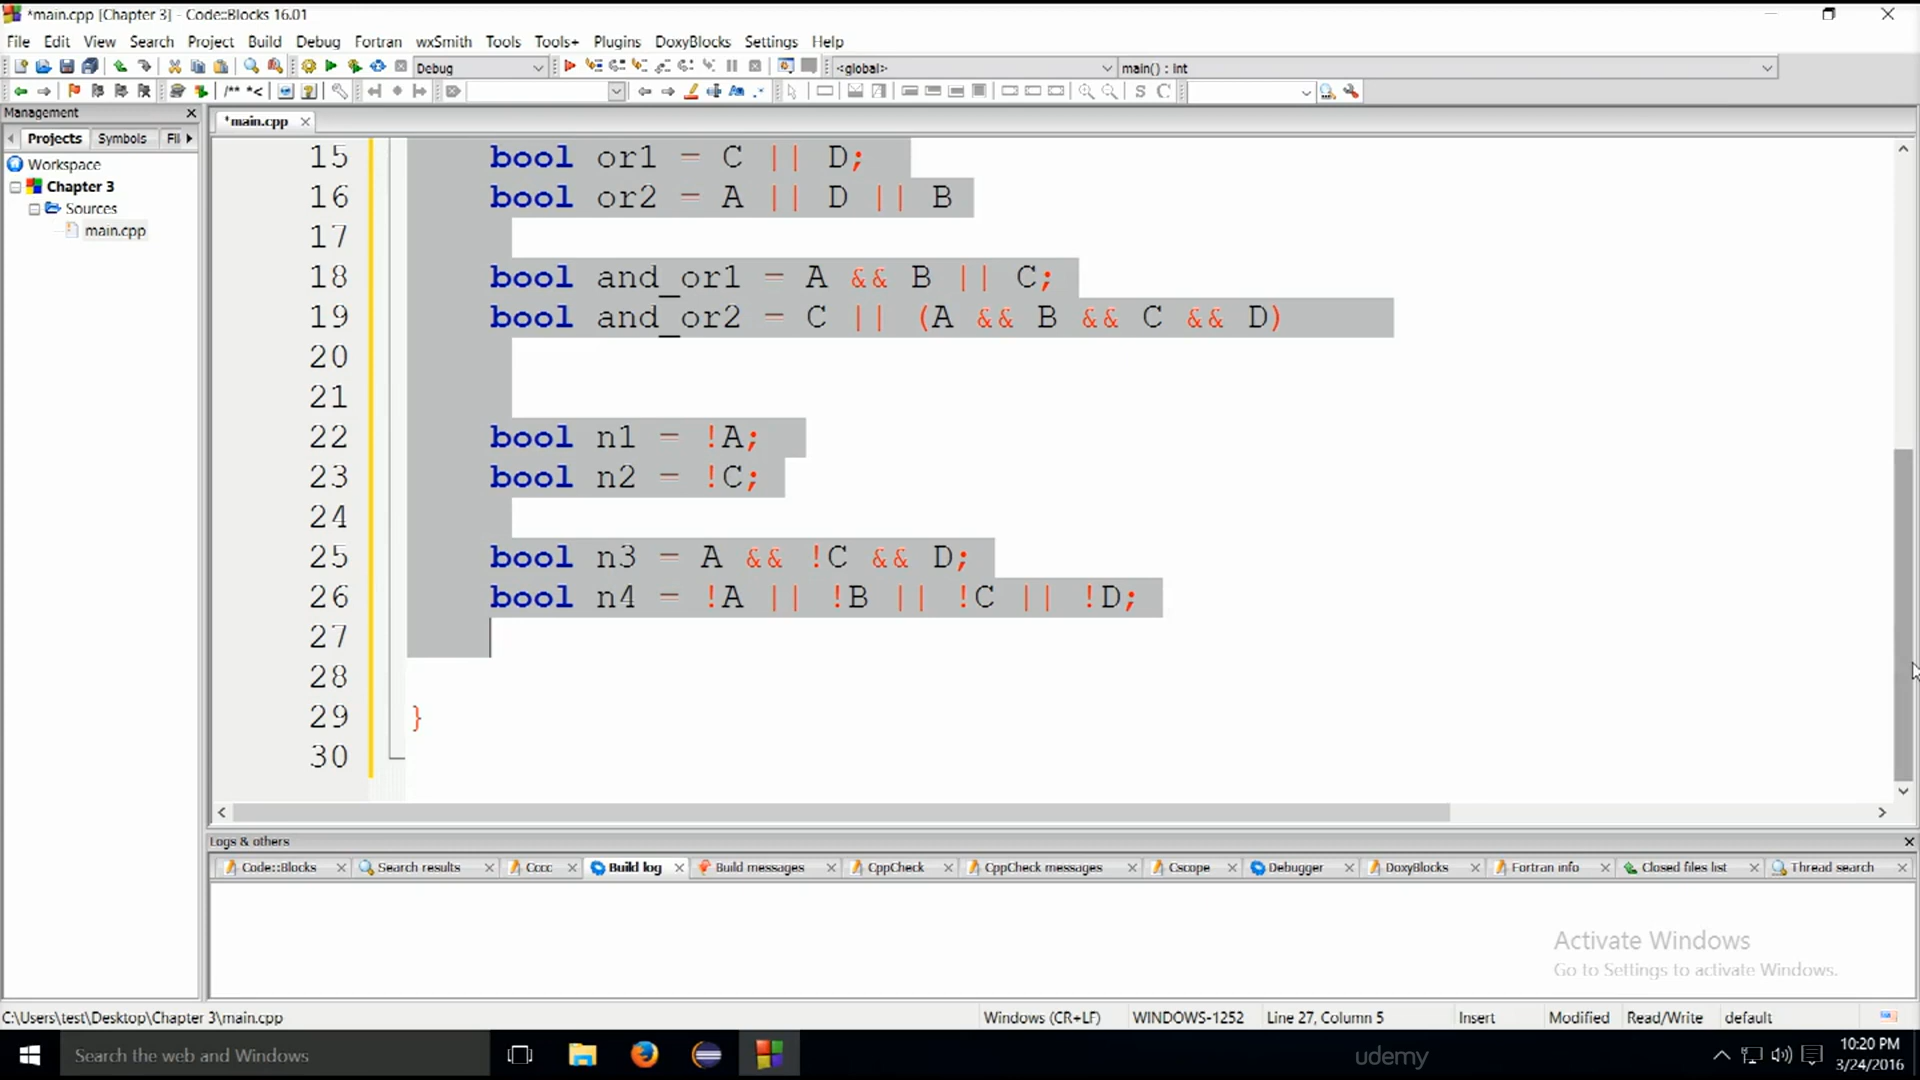 *main.cpp [Chapter 3] - Code::Blocks 16.01
File Edit View Search Project Build Debug Fortran wxSmith Tools Tools+ Plugins DoxyBlocks Settings Help
Debug <global> main() : int
/** *< S C
Management
Projects Symbols Fil
*main.cpp
Workspace
Chapter 3
Sources
main.cpp
15 bool or1 = C || D;
16 bool or2 = A || D || B
17
18 bool and_or1 = A && B || C;
19 bool and_or2 = C || (A && B && C && D)
20
21
22 bool n1 = !A;
23 bool n2 = !C;
24
25 bool n3 = A && !C && D;
26 bool n4 = !A || !B || !C || !D;
27
28
29 }
30
Logs & others
Code::Blocks Search results Cccc Build log Build messages CppCheck CppCheck messages Cscope Debugger DoxyBlocks Fortran info Closed files list Thread search
Activate Windows
Go to Settings to activate Windows.
C:\Users\test\Desktop\Chapter 3\main.cpp Windows (CR+LF) WINDOWS-1252 Line 27, Column 5 Insert Modified Read/Write default
Search the web and Windows
udemy
10:20 PM
3/24/2016